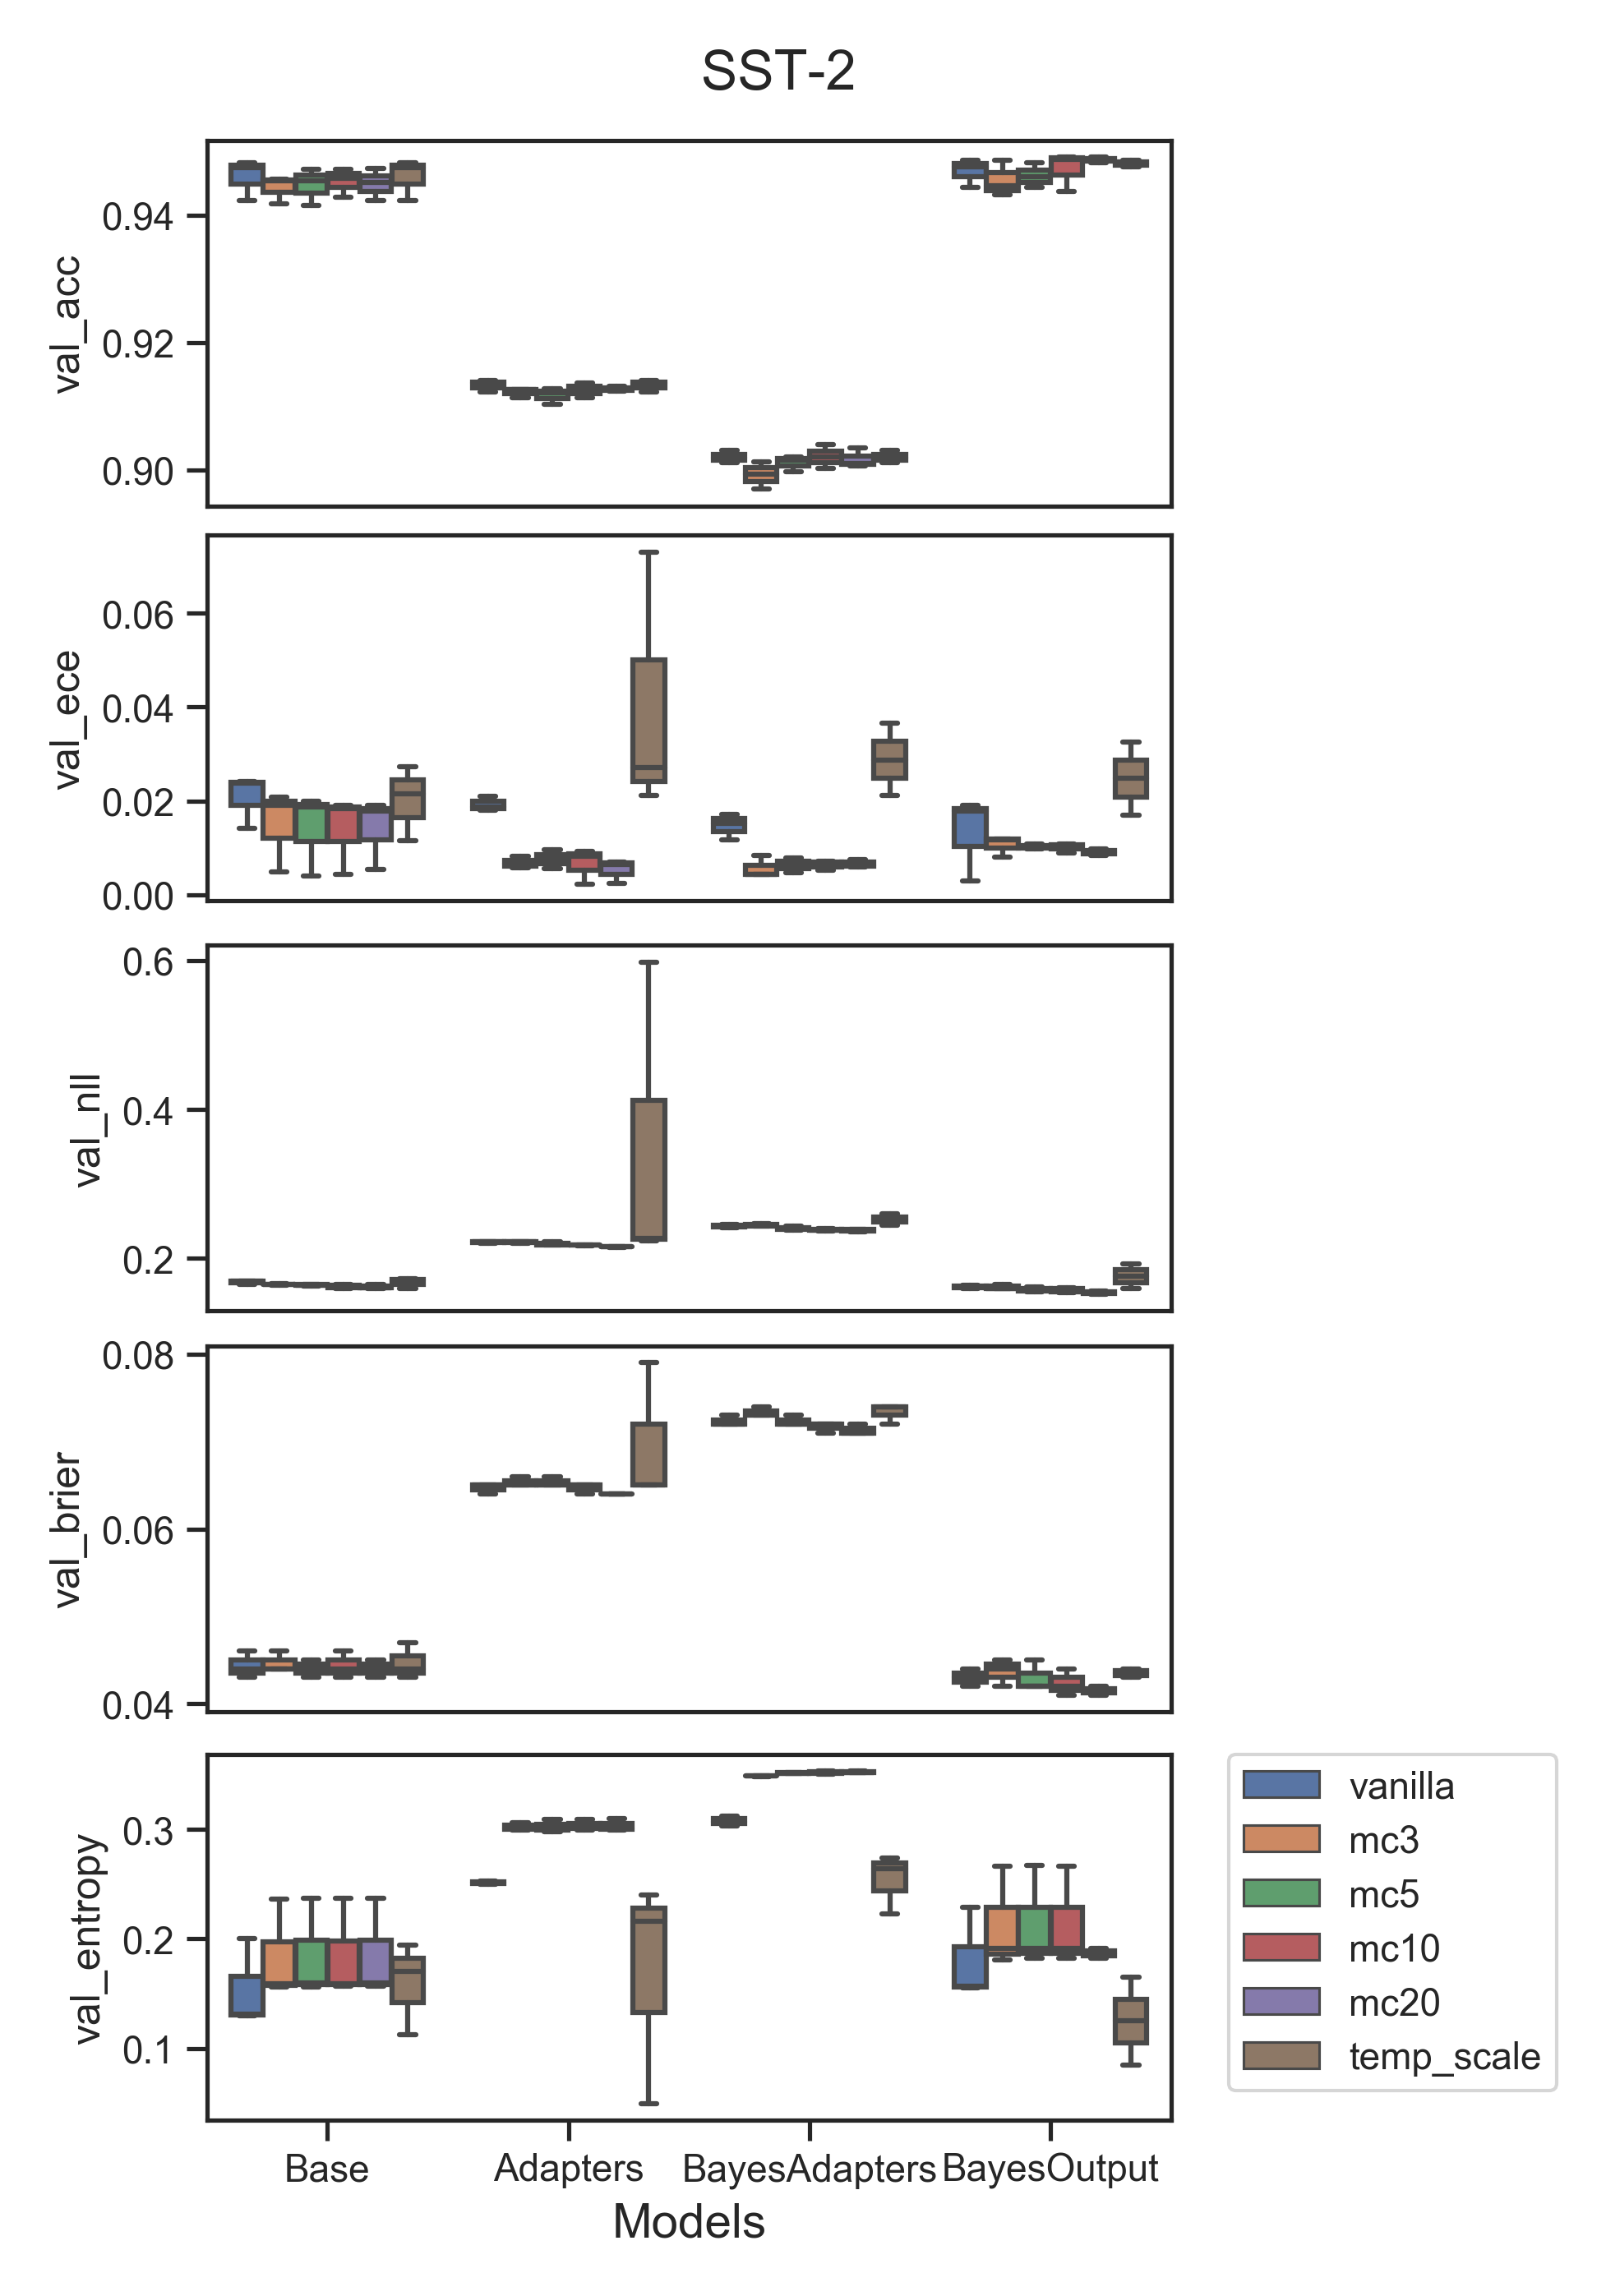 SST-2
val_acc
0.94
0.92
0.90
val_ece
0.06
0.04
0.02
0.00
val_nll
0.6
0.4
0.2
val_brier
0.08
0.06
0.04
val_entropy
0.3
0.2
0.1
vanilla
mc3
mc5
mc10
mc20
temp_scale
Base
Adapters
BayesAdapters
BayesOutput
Models